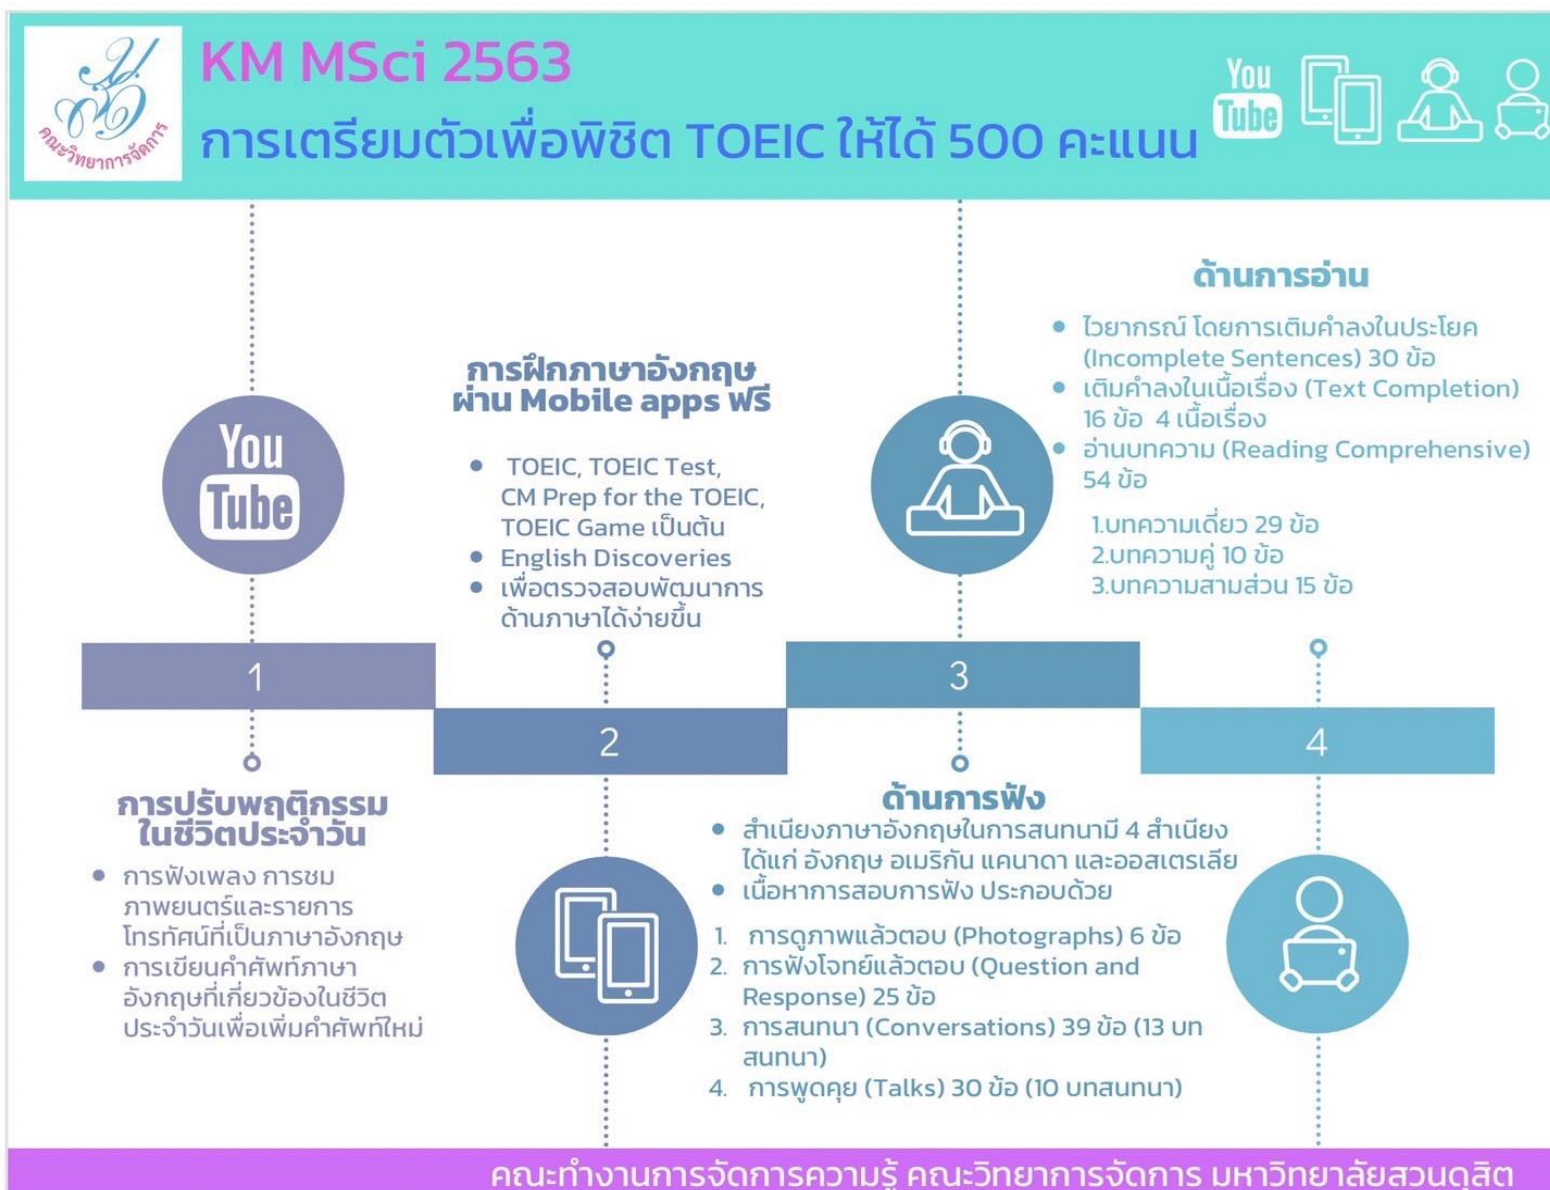 KM MSci 2563
การเตรียมตัวเพื่อพิชิต TOEIC ให้ได้ 500 คะแนน
คณะวิทยาการจัดการ
You
Tube
You
Tube
1
การปรับพฤติกรรม
ในชีวิตประจำวัน
การฟังเพลง การชม
ภาพยนตร์และรายการ
โทรทัศน์ที่เป็นภาษาอังกฤษ
การเขียนคำศัพท์ภาษา
อังกฤษที่เกี่ยวข้องในชีวิต
ประจำวันเพื่อเพิ่มคำศัพท์ใหม่
การฝึกภาษาอังกฤษ
ผ่าน Mobile apps ฟรี
TOEIC, TOEIC Test,
CM Prep for the TOEIC,
TOEIC Game เป็นต้น
English Discoveries
เพื่อตรวจสอบพัฒนาการ
ด้านภาษาได้ง่ายขึ้น
2
3
ด้านการฟัง
สำเนียงภาษาอังกฤษในการสนทนามี 4 สำเนียง
ได้แก่ อังกฤษ อเมริกัน แคนาดา และออสเตรเลีย
เนื้อหาการสอบการฟัง ประกอบด้วย
1. การดูภาพแล้วตอบ (Photographs) 6 ข้อ
2. การฟังโจทย์แล้วตอบ (Question and
Response) 25 ข้อ
3. การสนทนา (Conversations) 39 ข้อ (13 บท
สนทนา)
4. การพูดคุย (Talks) 30 ข้อ (10 บทสนทนา)
ด้านการอ่าน
ไวยากรณ์ โดยการเติมคำลงในประโยค
(Incomplete Sentences) 30 ข้อ
เติมคำลงในเนื้อเรื่อง (Text Completion)
16 ข้อ 4 เนื้อเรื่อง
อ่านบทความ (Reading Comprehensive)
54 ข้อ
1.บทความเดี่ยว 29 ข้อ
2.บทความคู่ 10 ข้อ
3.บทความสามส่วน 15 ข้อ
4
คณะทำงานการจัดการความรู้ คณะวิทยาการจัดการ มหาวิทยาลัยสวนดุสิต